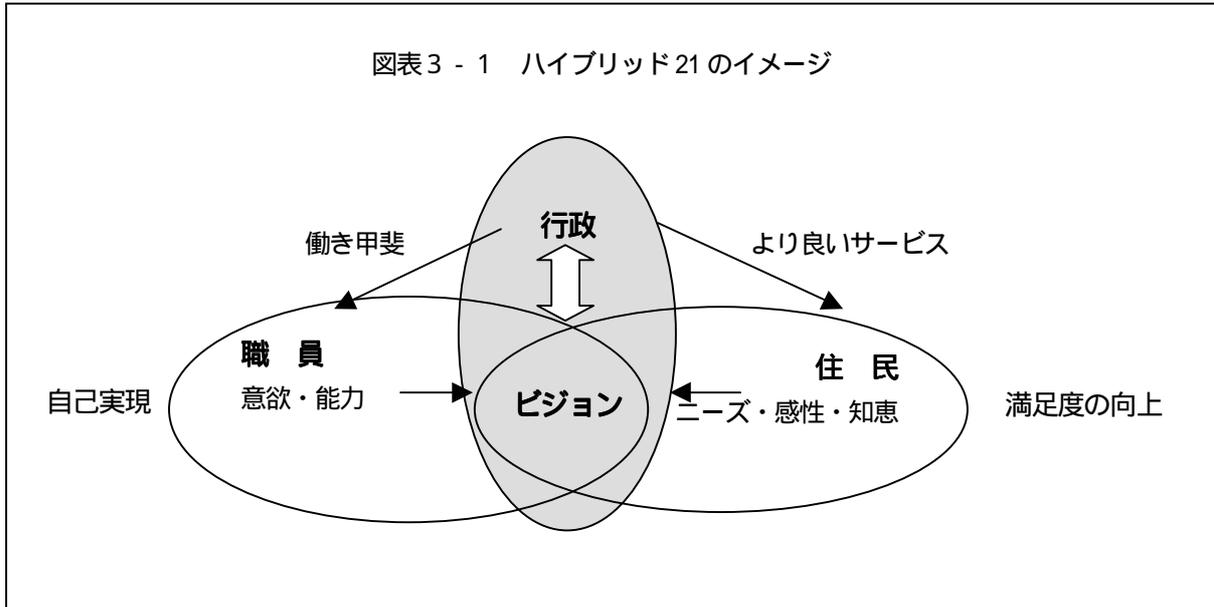 図表3 - 1　ハイブリッド21のイメージ
行政
働き甲斐
より良いサービス
職　員
住　民
意欲・能力
自己実現
ビジョン
ニーズ・感性・知恵
満足度の向上